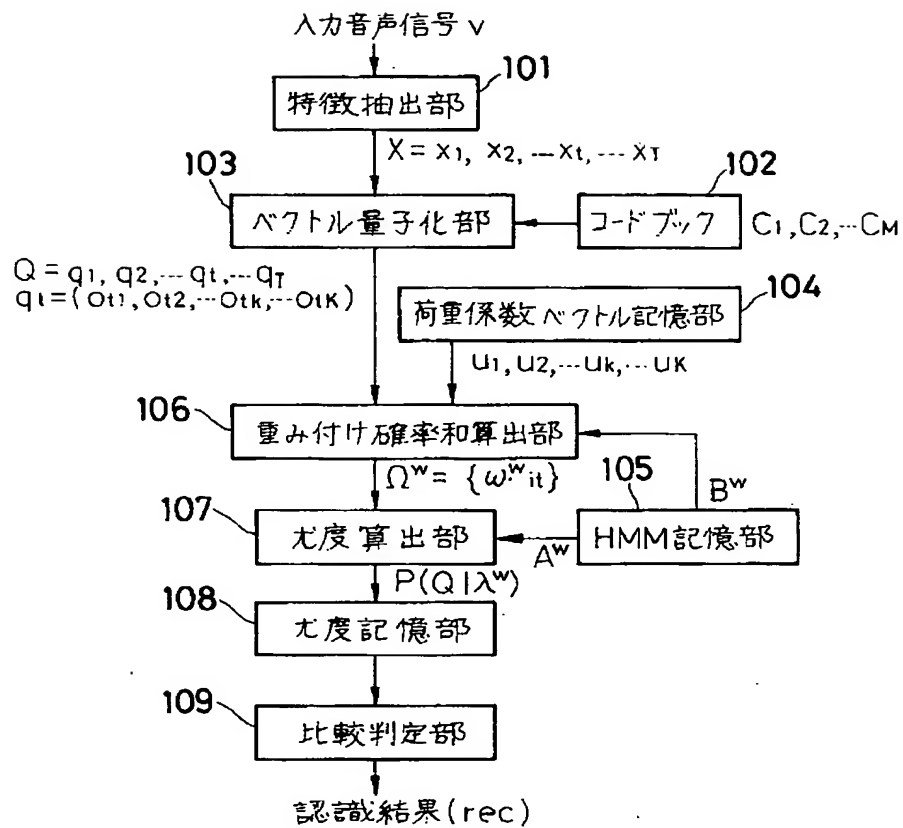 入力音声信号 v
101
特徴抽出部
X = x1, x2, …xt, … xT
103
102
ベクトル量子化部
コードブック
C1, C2, …CM
Q = q1, q2, … qt, … qT
qt = (Ot1, Ot2, …Otk, …OtK)
104
荷重係数ベクトル記憶部
u1, u2, …uk, … uK
106
重み付け確率和算出部
Ω^w = {ω^w it}
B^w
107
105
尤度算出部
A^w
HMM記憶部
P(Q|λ^w)
108
尤度記憶部
109
比較判定部
認識結果(rec)